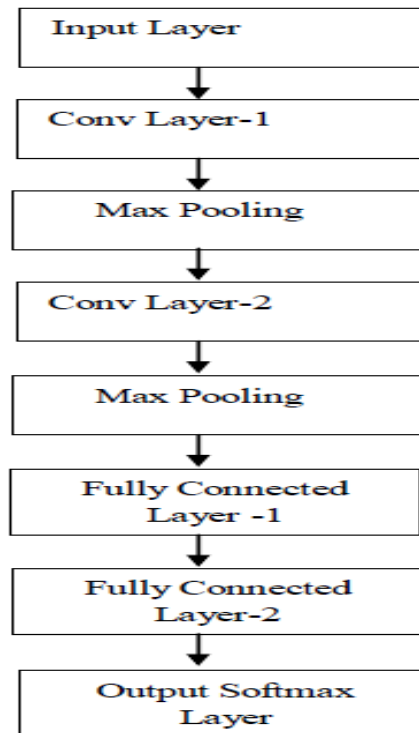 Input Layer
Conv Layer-1
Max Pooling
Conv Layer-2
Max Pooling
Fully Connected
Layer -1
Fully Connected
Layer-2
Output Softmax
Layer